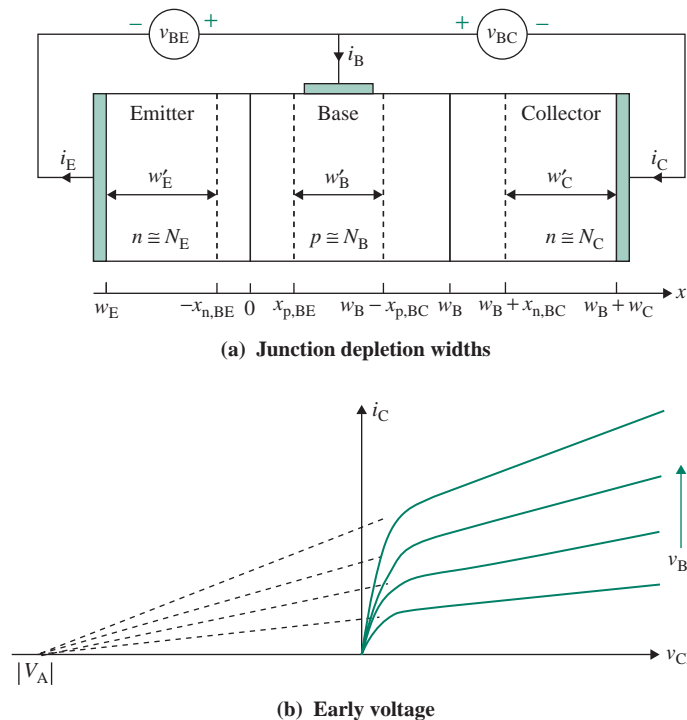 − v_BE +
+ v_BC −
i_B
Emitter Base Collector
i_E i_C
w′_E w′_B w′_C
n ≅ N_E p ≅ N_B n ≅ N_C
w_E −x_n,BE 0 x_p,BE w_B − x_p,BC w_B w_B + x_n,BC w_B + w_C x
(a) Junction depletion widths
i_C
v_B
|V_A| v_C
(b) Early voltage